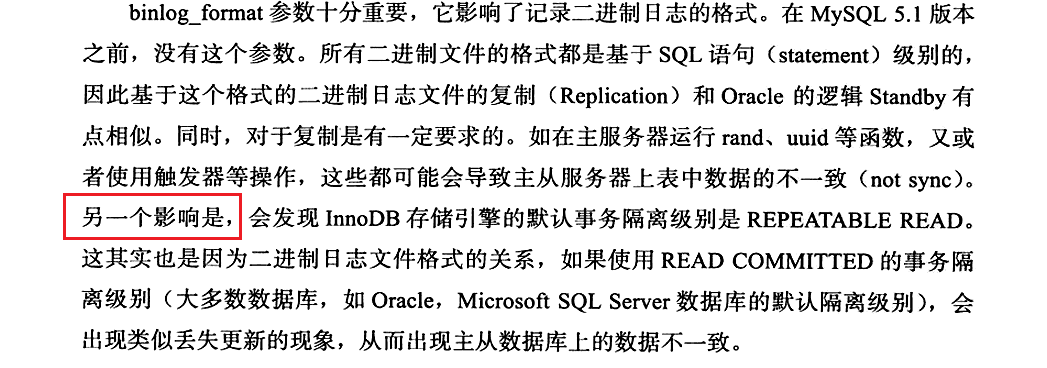 binlog_format 参数十分重要，它影响了记录二进制日志的格式。在 MySQL 5.1 版本
之前，没有这个参数。所有二进制文件的格式都是基于 SQL 语句（statement）级别的，
因此基于这个格式的二进制日志文件的复制（Replication）和 Oracle 的逻辑 Standby 有
点相似。同时，对于复制是有一定要求的。如在主服务器运行 rand、uuid 等函数，又或
者使用触发器等操作，这些都可能会导致主从服务器上表中数据的不一致（not sync）。
另一个影响是，会发现 InnoDB 存储引擎的默认事务隔离级别是 REPEATABLE READ。
这其实也是因为二进制日志文件格式的关系，如果使用 READ COMMITTED 的事务隔
离级别（大多数数据库，如 Oracle，Microsoft SQL Server 数据库的默认隔离级别），会
出现类似丢失更新的现象，从而出现主从数据库上的数据不一致。